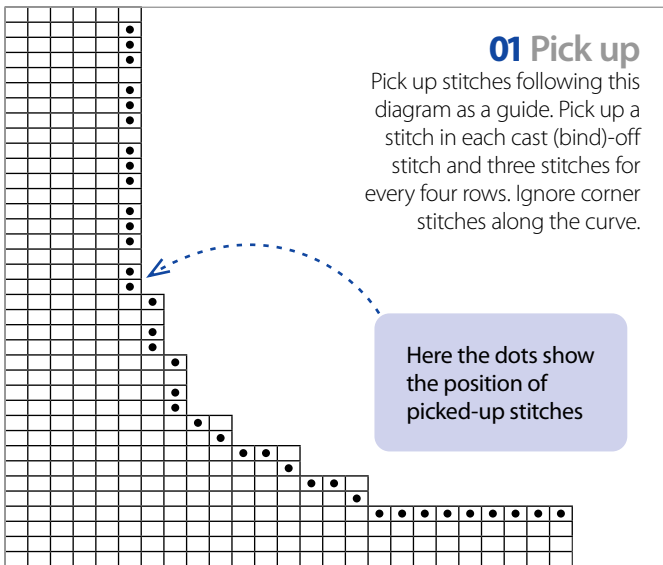 01 Pick up
Pick up stitches following this
diagram as a guide. Pick up a
stitch in each cast (bind)-off
stitch and three stitches for
every four rows. Ignore corner
stitches along the curve.
Here the dots show
the position of
picked-up stitches